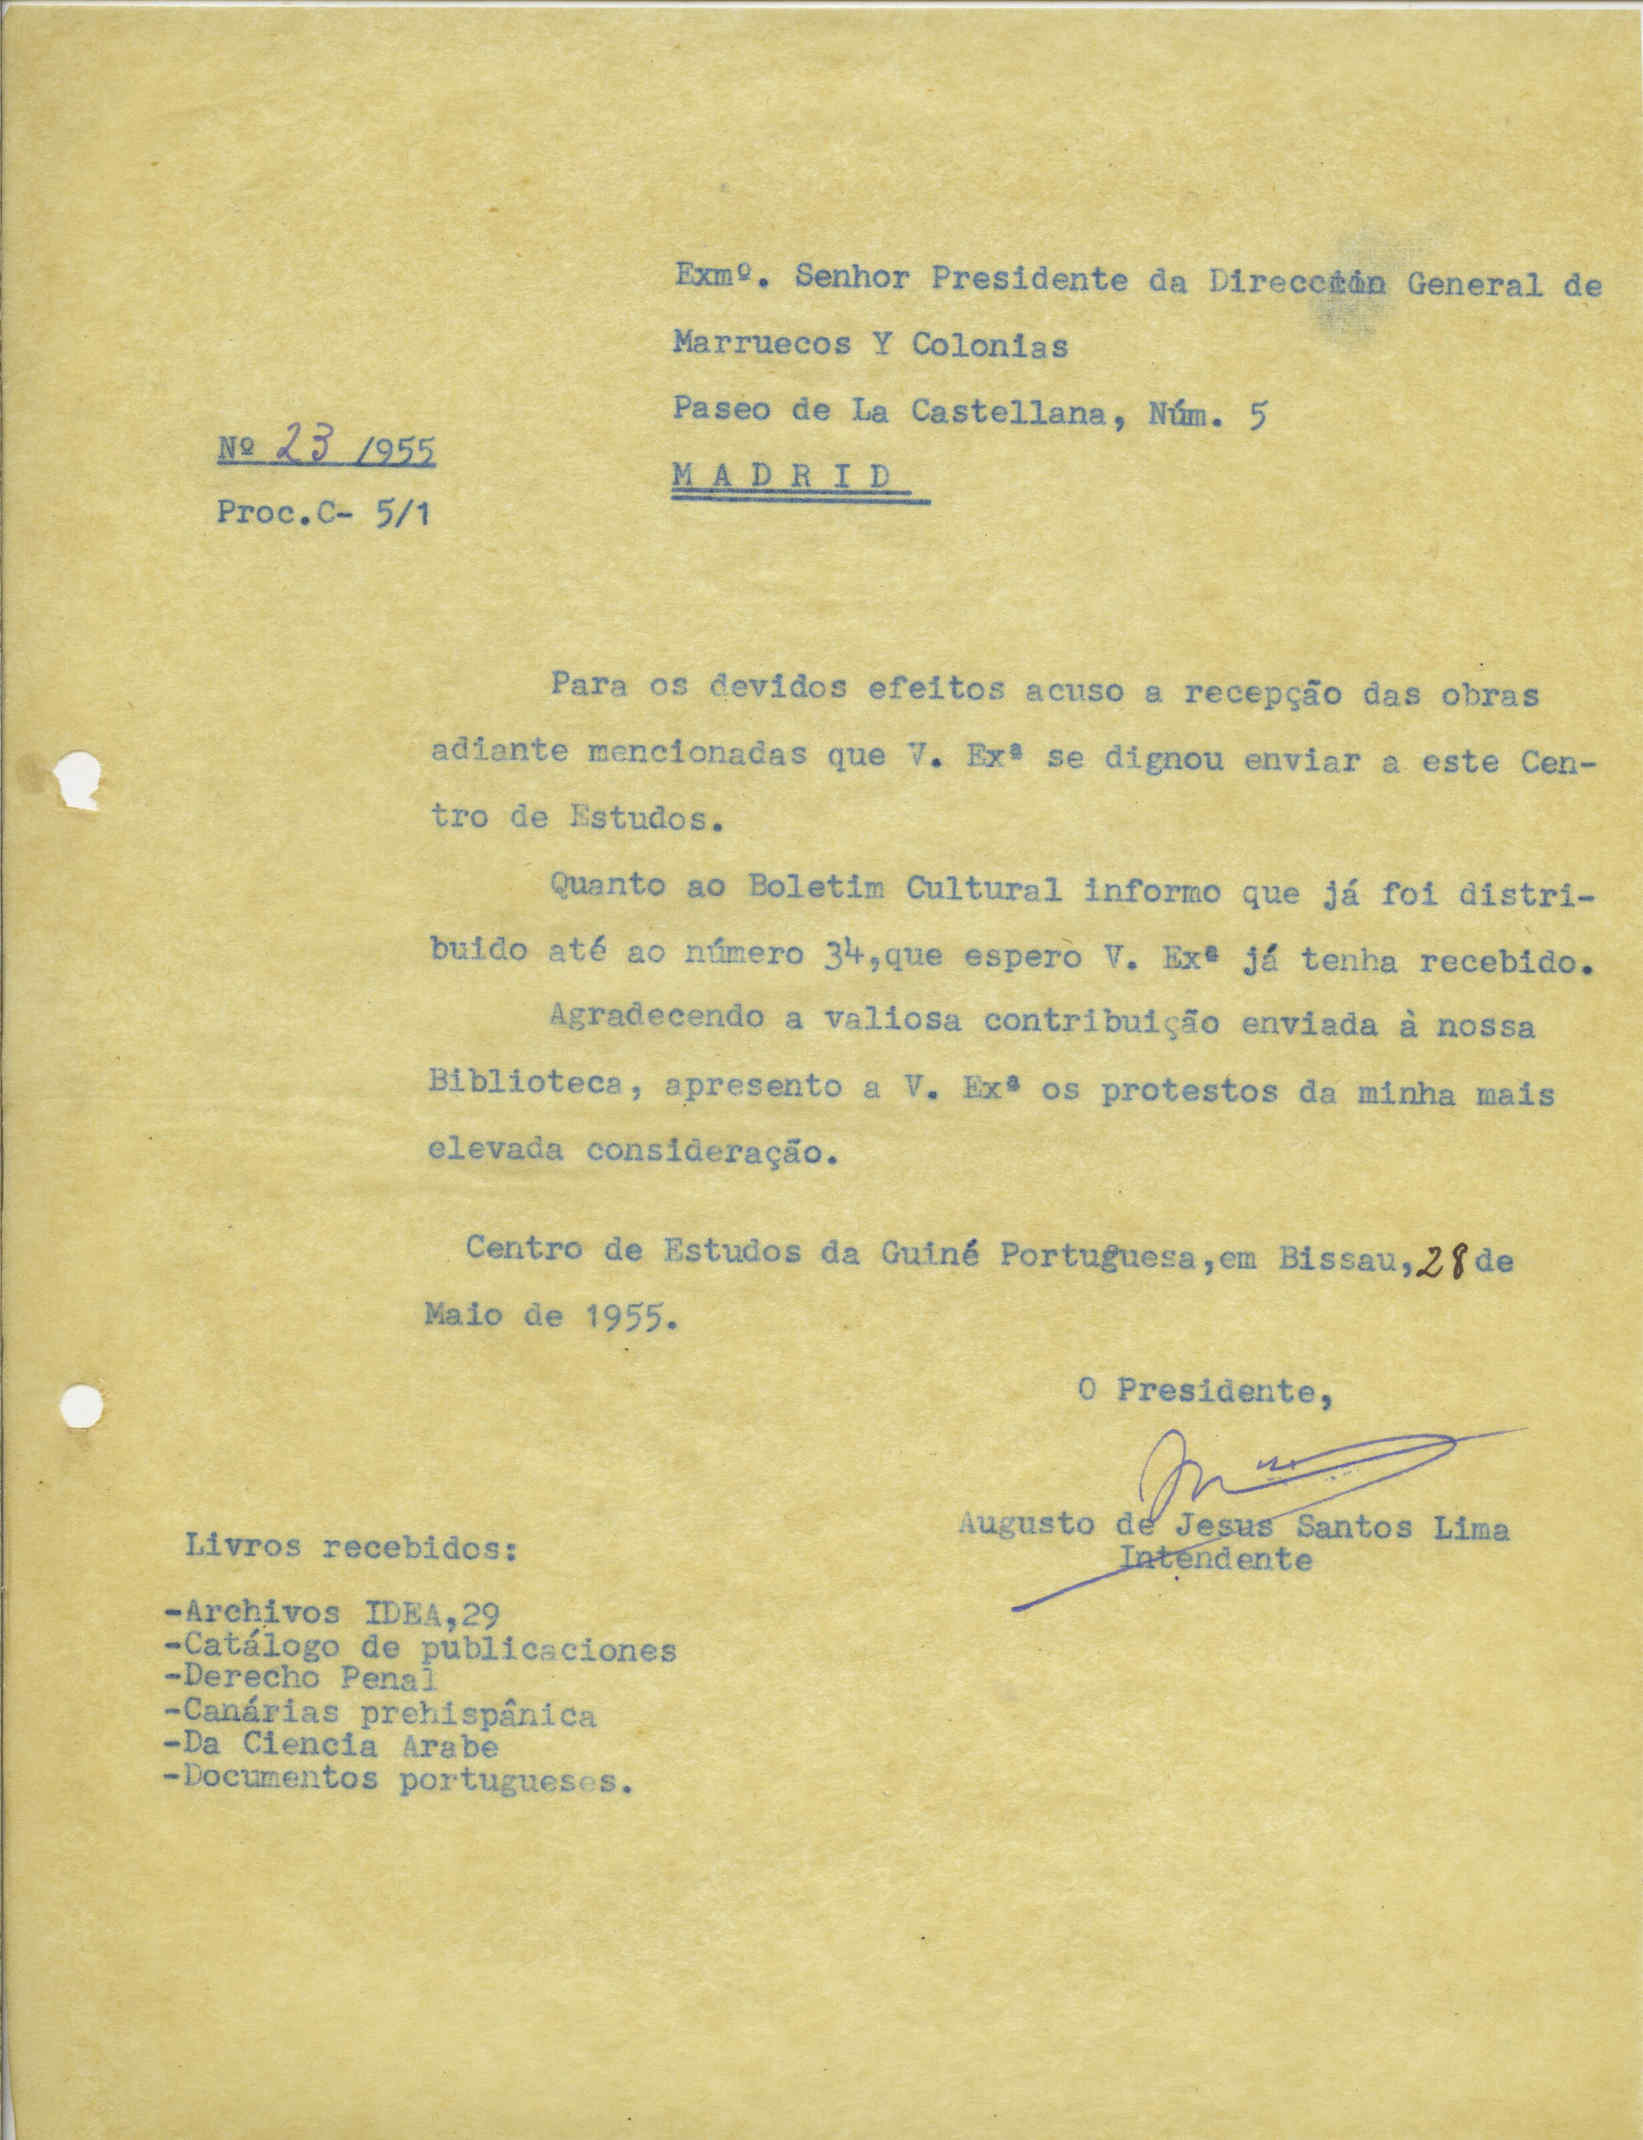 Exmº. Senhor Presidente da Dirección General de
Marruecos Y Colonias
Paseo de La Castellana, Núm. 5
MADRID
Nº 23 /955
Proc.C- 5/1
Para os devidos efeitos acuso a recepção das obras
adiante mencionadas que V. Exª se dignou enviar a este Cen-
tro de Estudos.
Quanto ao Boletim Cultural informo que já foi distri-
buido até ao número 34,que espero V. Exª já tenha recebido.
Agradecendo a valiosa contribuição enviada à nossa
Biblioteca, apresento a V. Exª os protestos da minha mais
elevada consideração.
Centro de Estudos da Guiné Portuguesa,em Bissau,28 de
Maio de 1955.
O Presidente,
Augusto de Jesus Santos Lima
Intendente
Livros recebidos:
-Archivos IDEA,29
-Catálogo de publicaciones
-Derecho Penal
-Canárias prehispânica
-Da Ciencia Arabe
-Documentos portugueses.